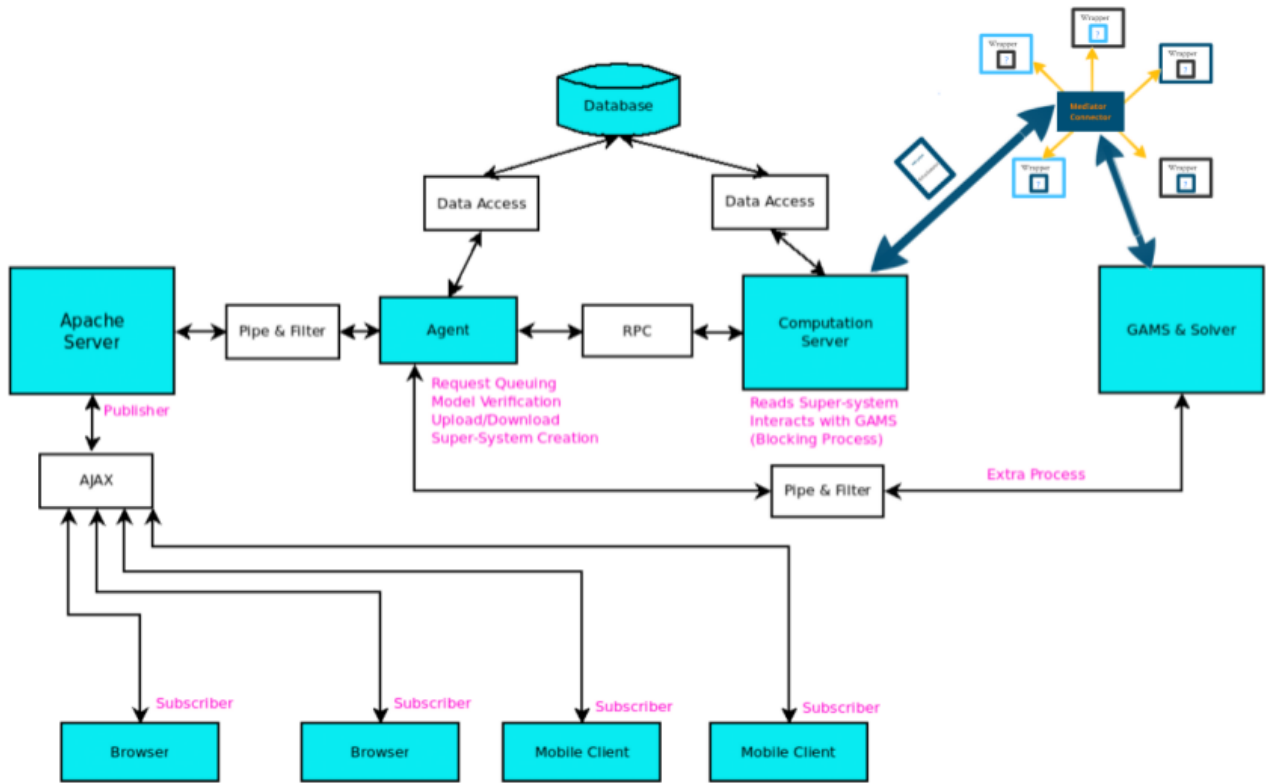 Wrapper
?
Wrapper
?
Wrapper
?
Database
Mediator
Connector
Data Access
Data Access
Wrapper
?
Wrapper
?
Apache
Server
Pipe & Filter
Agent
RPC
Computation
Server
GAMS & Solver
Publisher
Request Queuing
Model Verification
Upload/Download
Super-System Creation
Reads Super-system
Interacts with GAMS
(Blocking Process)
AJAX
Pipe & Filter
Extra Process
Subscriber
Subscriber
Subscriber
Subscriber
Browser
Browser
Mobile Client
Mobile Client